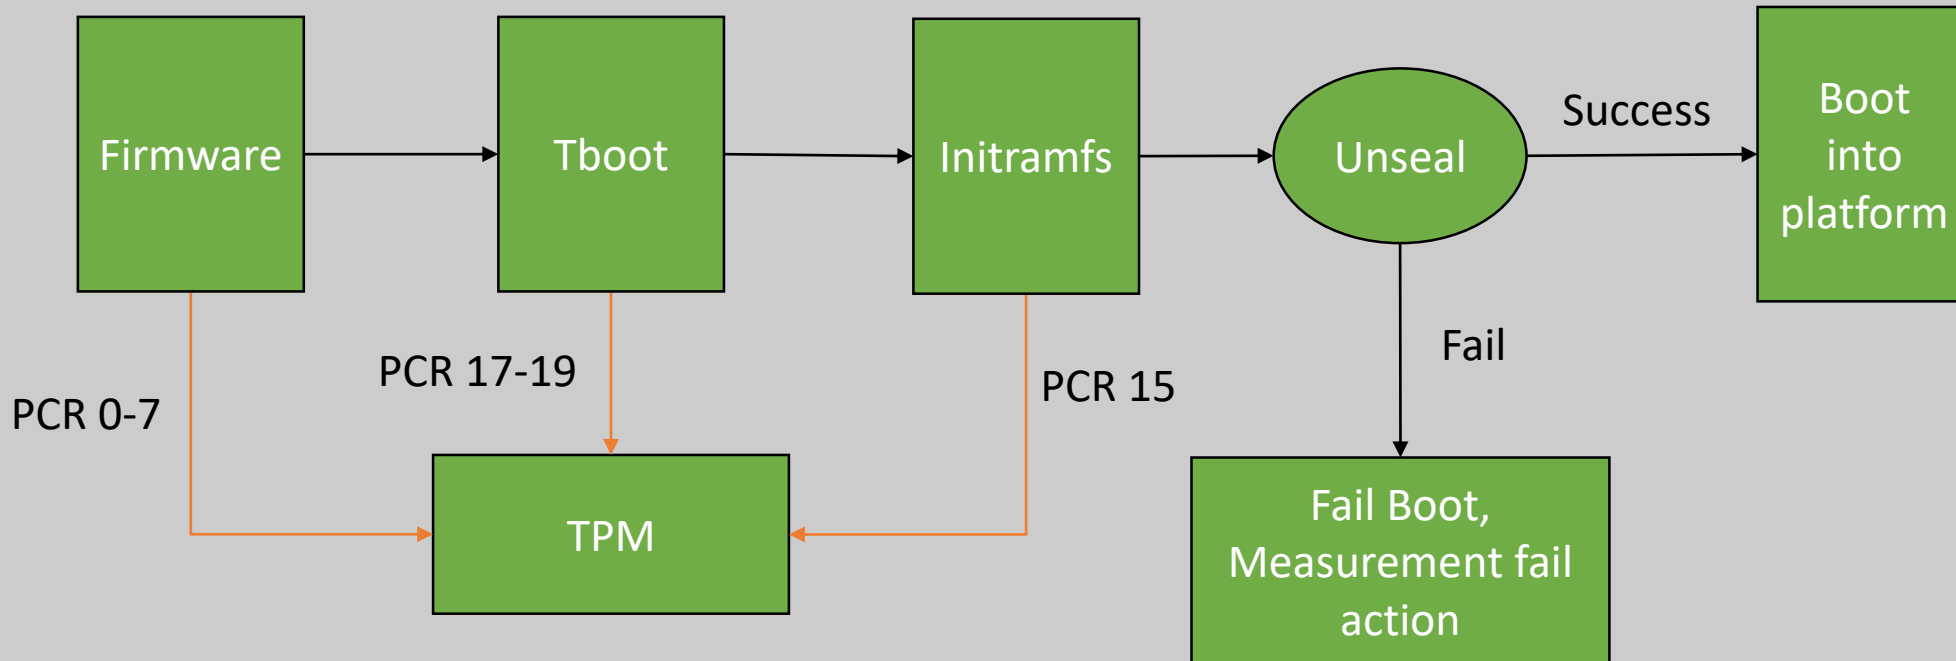 Firmware
Tboot
Initramfs
Unseal
Success
Boot
into
platform
PCR 0-7
PCR 17-19
PCR 15
Fail
TPM
Fail Boot,
Measurement fail
action